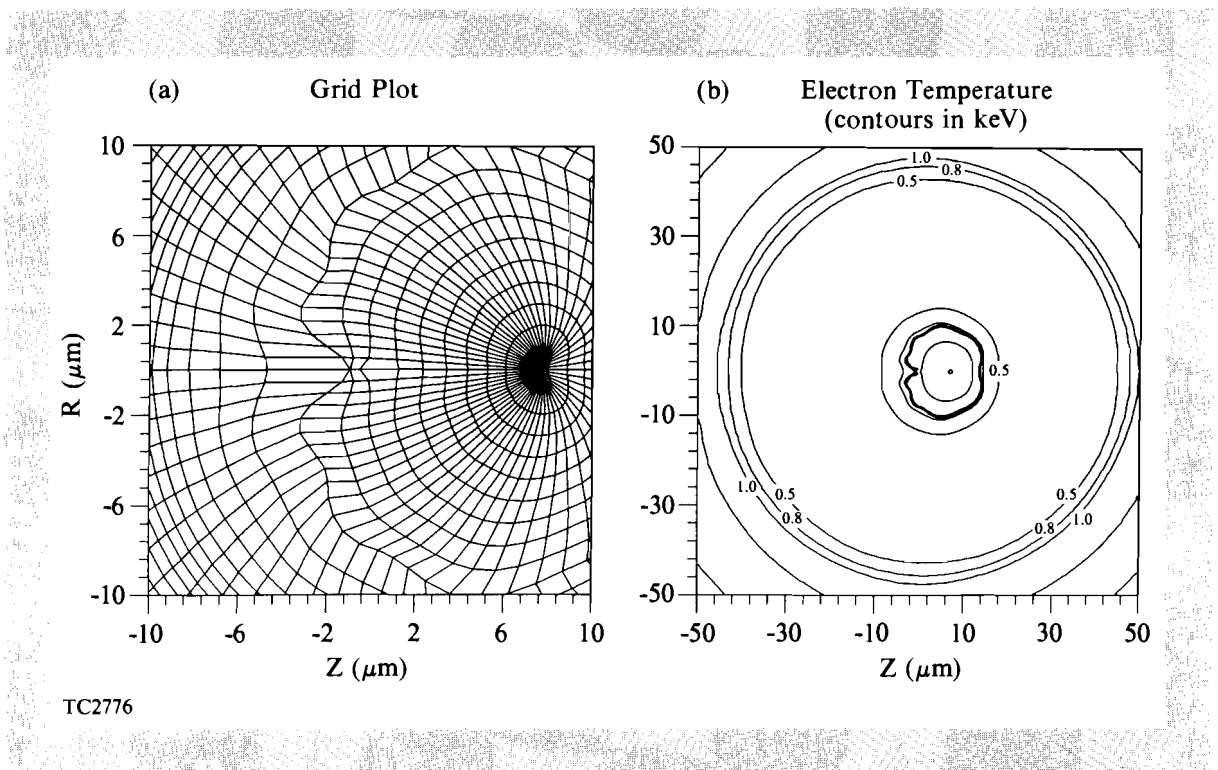 (a) Grid Plot
(b) Electron Temperature
(contours in keV)
10
6
2
-2
-6
-10
R (μm)
-10 -6 -2 2 6 10
Z (μm)
50
30
10
-10
-30
-50
1.0
0.8
0.5
0.5
0.5
0.8
1.0
0.5
0.8
1.0
-50 -30 -10 10 30 50
Z (μm)
TC2776